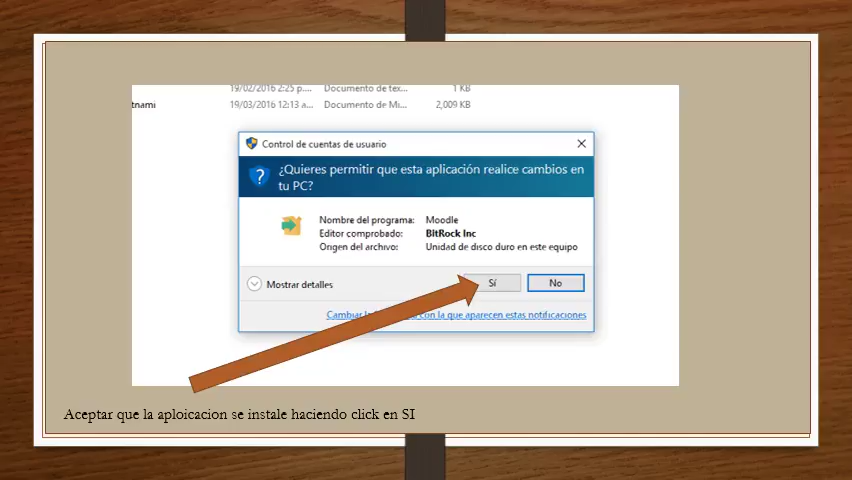 19/02/2016 2:25 p.... Documento de tex... 1 KB
tnami 19/03/2016 12:13 a... Documento de Mi... 2,009 KB
Control de cuentas de usuario
¿Quieres permitir que esta aplicación realice cambios en
tu PC?
Nombre del programa: Moodle
Editor comprobado: BitRock Inc
Origen del archivo: Unidad de disco duro en este equipo
Mostrar detalles Sí No
Cambiar con la que aparecen estas notificaciones
Aceptar que la aploicacion se instale haciendo click en SI